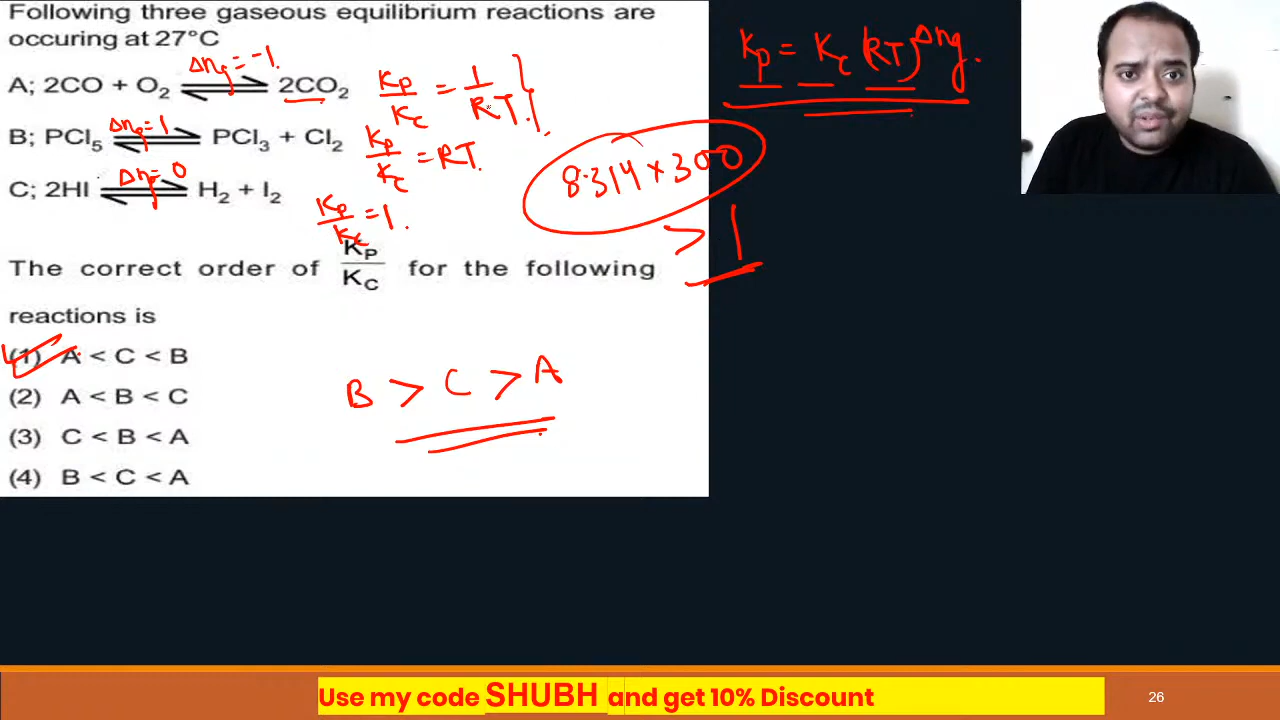 Following three gaseous equilibrium reactions are
occuring at 27°C
Δng = -1
A; 2CO + O₂ ⇌ 2CO₂
Kp/Kc = 1/RT
Δng = 1
B; PCl₅ ⇌ PCl₃ + Cl₂
Kp/Kc = RT
Δng = 0
C; 2HI ⇌ H₂ + I₂
Kp/Kc = 1
Kp = Kc (RT)^Δng.
8.314 × 300
> 1
The correct order of K_P/K_C for the following
reactions is
(1) A < C < B
(2) A < B < C
(3) C < B < A
(4) B < C < A
B > C > A
Use my code SHUBH and get 10% Discount
26